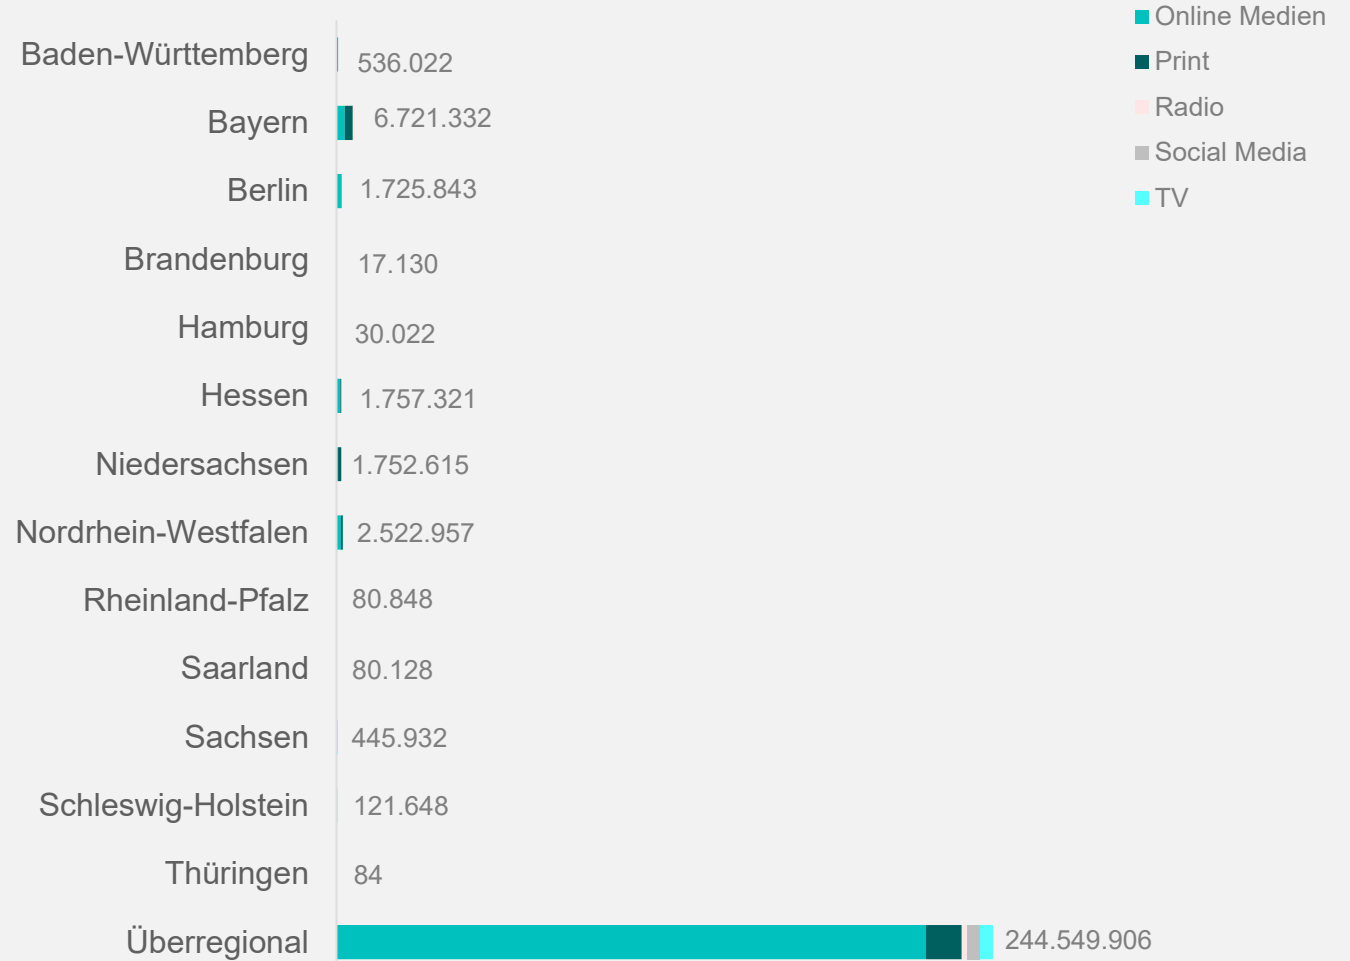 Online Medien
Print
Radio
Social Media
TV
Baden-Württemberg 536.022
Bayern 6.721.332
Berlin 1.725.843
Brandenburg 17.130
Hamburg 30.022
Hessen 1.757.321
Niedersachsen 1.752.615
Nordrhein-Westfalen 2.522.957
Rheinland-Pfalz 80.848
Saarland 80.128
Sachsen 445.932
Schleswig-Holstein 121.648
Thüringen 84
Überregional 244.549.906